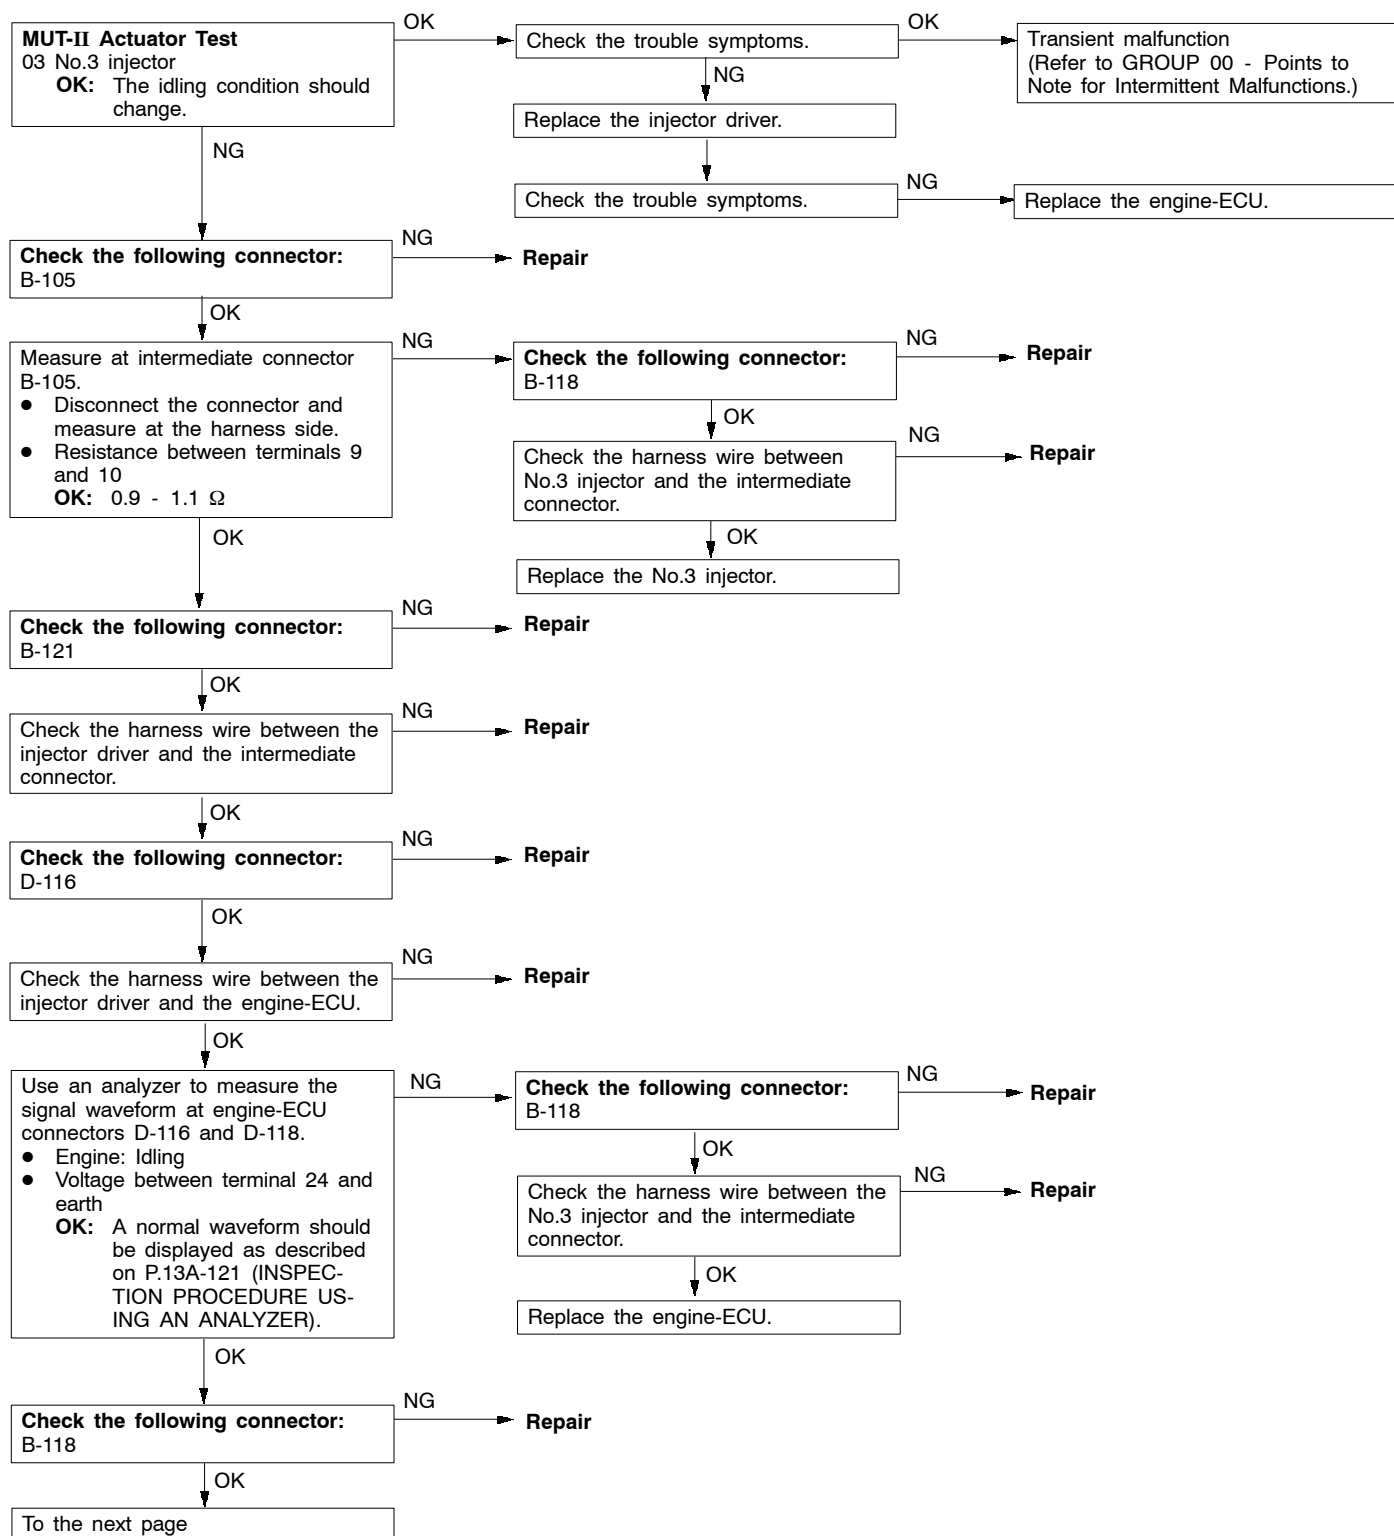 MUT-II Actuator Test
03 No.3 injector
OK: The idling condition should
change.
OK
Check the trouble symptoms.
OK
Transient malfunction
(Refer to GROUP 00 - Points to
Note for Intermittent Malfunctions.)
NG
Replace the injector driver.
Check the trouble symptoms.
NG
Replace the engine-ECU.
NG
Check the following connector:
B-105
NG
Repair
OK
Measure at intermediate connector
B-105.
● Disconnect the connector and
measure at the harness side.
● Resistance between terminals 9
and 10
OK: 0.9 - 1.1 Ω
NG
Check the following connector:
B-118
NG
Repair
OK
Check the harness wire between
No.3 injector and the intermediate
connector.
NG
Repair
OK
Replace the No.3 injector.
OK
Check the following connector:
B-121
NG
Repair
OK
Check the harness wire between the
injector driver and the intermediate
connector.
NG
Repair
OK
Check the following connector:
D-116
NG
Repair
OK
Check the harness wire between the
injector driver and the engine-ECU.
NG
Repair
OK
Use an analyzer to measure the
signal waveform at engine-ECU
connectors D-116 and D-118.
● Engine: Idling
● Voltage between terminal 24 and
earth
OK: A normal waveform should
be displayed as described
on P.13A-121 (INSPEC-
TION PROCEDURE US-
ING AN ANALYZER).
NG
Check the following connector:
B-118
NG
Repair
OK
Check the harness wire between the
No.3 injector and the intermediate
connector.
NG
Repair
OK
Replace the engine-ECU.
OK
Check the following connector:
B-118
NG
Repair
OK
To the next page